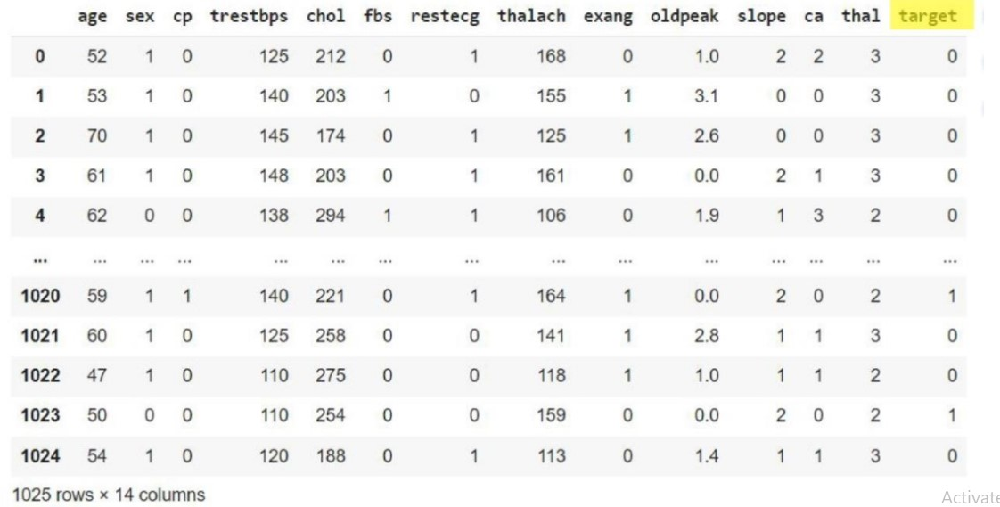 age sex cp trestbps chol fbs restecg thalach exang oldpeak slope ca thal target
0 52 1 0 125 212 0 1 168 0 1.0 2 2 3 0
1 53 1 0 140 203 1 0 155 1 3.1 0 0 3 0
2 70 1 0 145 174 0 1 125 1 2.6 0 0 3 0
3 61 1 0 148 203 0 1 161 0 0.0 2 1 3 0
4 62 0 0 138 294 1 1 106 0 1.9 1 3 2 0
... ... ... ... ... ... ... ... ... ... ... ... ... ... ...
1020 59 1 1 140 221 0 1 164 1 0.0 2 0 2 1
1021 60 1 0 125 258 0 0 141 1 2.8 1 1 3 0
1022 47 1 0 110 275 0 0 118 1 1.0 1 1 2 0
1023 50 0 0 110 254 0 0 159 0 0.0 2 0 2 1
1024 54 1 0 120 188 0 1 113 0 1.4 1 1 3 0
1025 rows × 14 columns
Activate